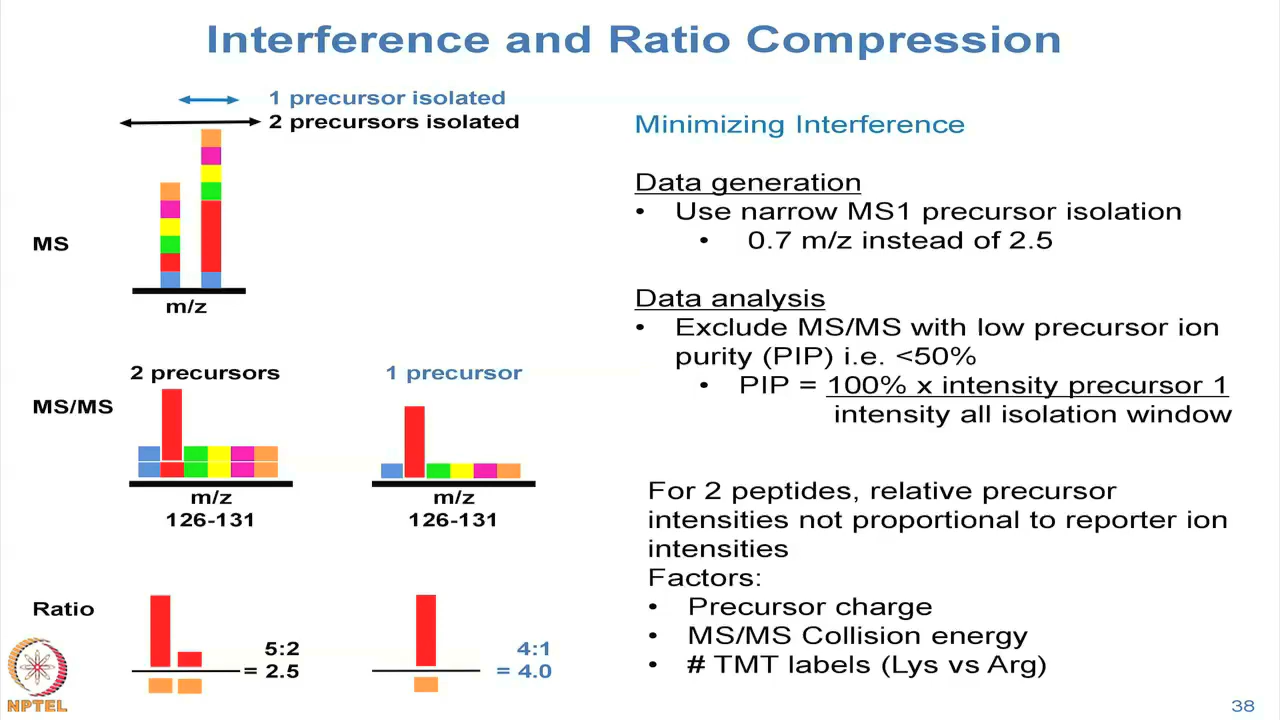 Interference and Ratio Compression
1 precursor isolated
2 precursors isolated
MS
m/z
2 precursors
1 precursor
MS/MS
m/z
126-131
m/z
126-131
Ratio
5:2
= 2.5
4:1
= 4.0
Minimizing Interference
Data generation
• Use narrow MS1 precursor isolation
• 0.7 m/z instead of 2.5
Data analysis
• Exclude MS/MS with low precursor ion
purity (PIP) i.e. <50%
• PIP = 100% x intensity precursor 1
intensity all isolation window
For 2 peptides, relative precursor
intensities not proportional to reporter ion
intensities
Factors:
• Precursor charge
• MS/MS Collision energy
• # TMT labels (Lys vs Arg)
NPTEL
38